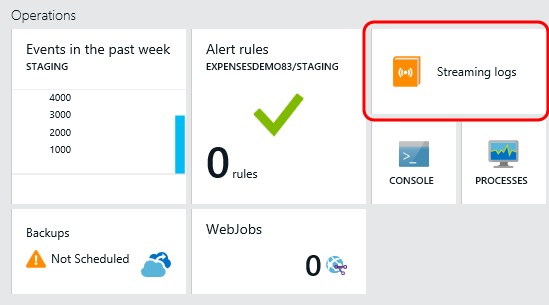 Operations
Events in the past week
STAGING
4000
3000
2000
1000
Alert rules
EXPENSESDEMO83/STAGING
0 rules
Streaming logs
CONSOLE
PROCESSES
Backups
Not Scheduled
WebJobs
0